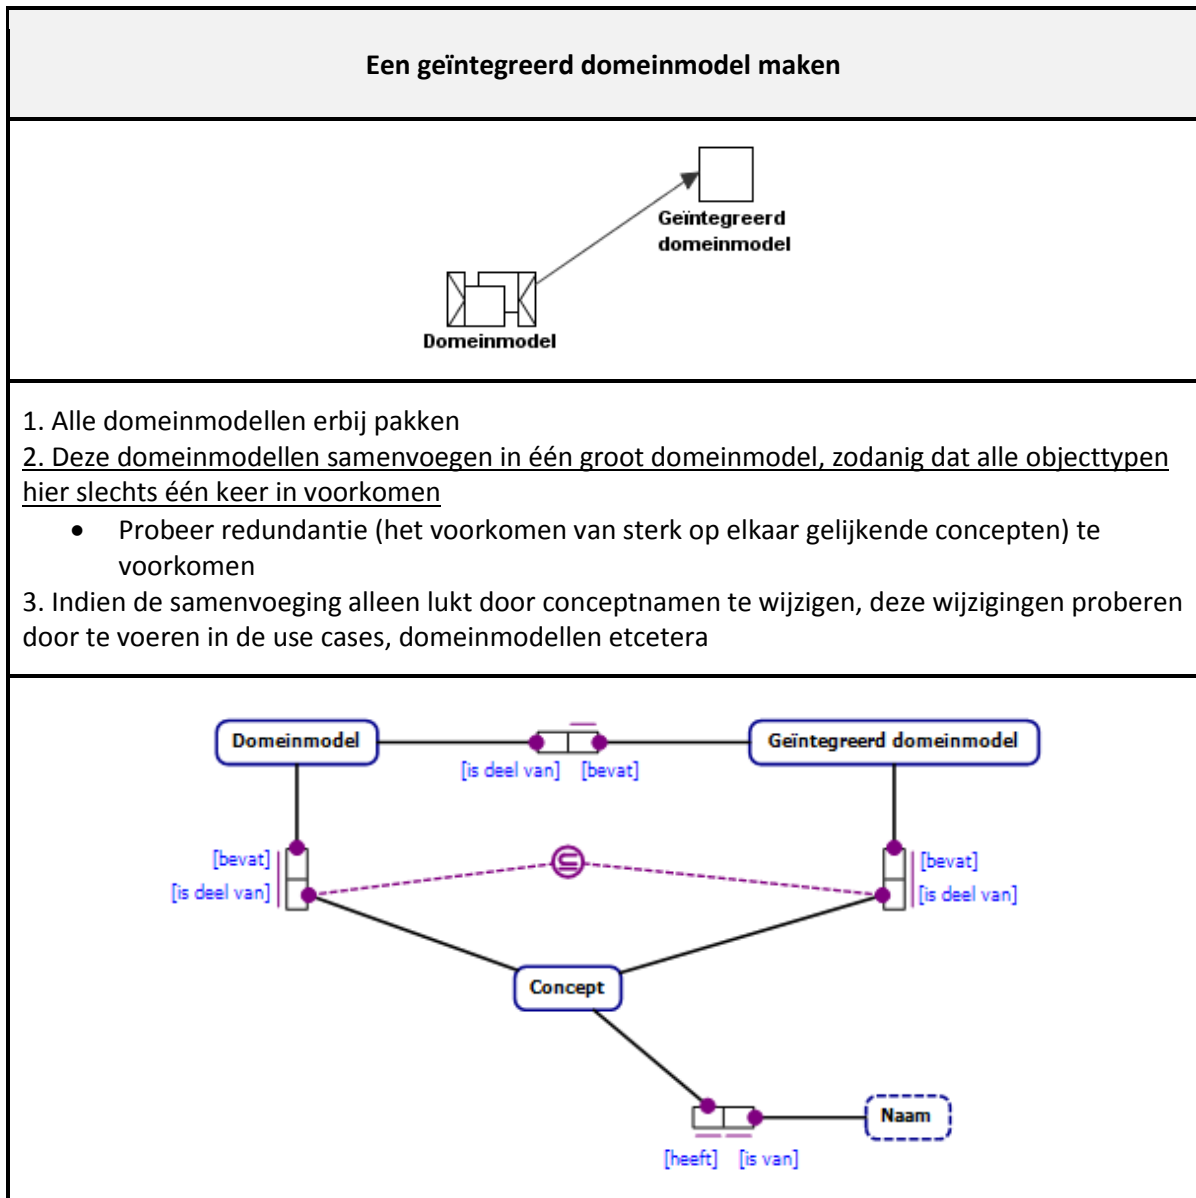 Een geïntegreerd domeinmodel maken
Geïntegreerd
domeinmodel
Domeinmodel
1. Alle domeinmodellen erbij pakken
2. Deze domeinmodellen samenvoegen in één groot domeinmodel, zodanig dat alle objecttypen
hier slechts één keer in voorkomen
• Probeer redundantie (het voorkomen van sterk op elkaar gelijkende concepten) te
voorkomen
3. Indien de samenvoeging alleen lukt door conceptnamen te wijzigen, deze wijzigingen proberen
door te voeren in de use cases, domeinmodellen etcetera
Domeinmodel
Geïntegreerd domeinmodel
[is deel van] [bevat]
[bevat]
[is deel van]
⊆
[bevat]
[is deel van]
Concept
Naam
[heeft] [is van]